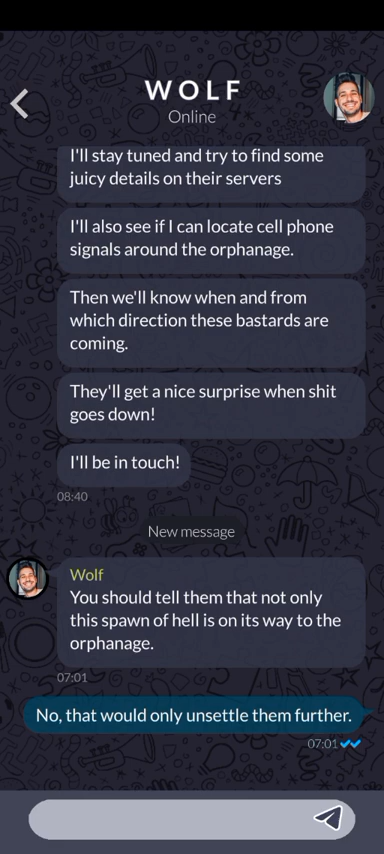 WOLF
Online
I'll stay tuned and try to find some
juicy details on their servers
I'll also see if I can locate cell phone
signals around the orphanage.
Then we'll know when and from
which direction these bastards are
coming.
They'll get a nice surprise when shit
goes down!
I'll be in touch!
08:40
New message
Wolf
You should tell them that not only
this spawn of hell is on its way to the
orphanage.
07:01
No, that would only unsettle them further.
07:01